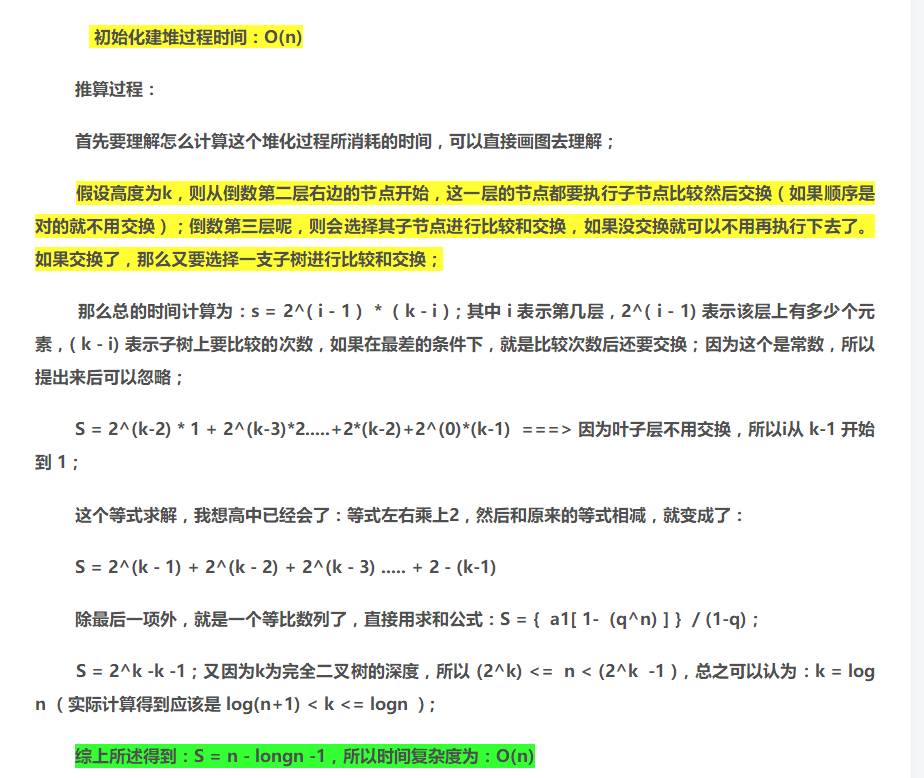 初始化建堆过程时间：O(n)
推算过程：
首先要理解怎么计算这个堆化过程所消耗的时间，可以直接画图去理解；
假设高度为k，则从倒数第二层右边的节点开始，这一层的节点都要执行子节点比较然后交换（如果顺序是
对的就不用交换）；倒数第三层呢，则会选择其子节点进行比较和交换，如果没交换就可以不用再执行下去了。
如果交换了，那么又要选择一支子树进行比较和交换；
那么总的时间计算为：s = 2^( i - 1 ) * ( k - i )；其中 i 表示第几层，2^( i - 1) 表示该层上有多少个元
素，( k - i) 表示子树上要比较的次数，如果在最差的条件下，就是比较次数后还要交换；因为这个是常数，所以
提出来后可以忽略；
S = 2^(k-2) * 1 + 2^(k-3)*2.....+2*(k-2)+2^(0)*(k-1) ===> 因为叶子层不用交换，所以i从 k-1 开始
到 1；
这个等式求解，我想高中已经会了：等式左右乘上2，然后和原来的等式相减，就变成了：
S = 2^(k - 1) + 2^(k - 2) + 2^(k - 3) ..... + 2 - (k-1)
除最后一项外，就是一个等比数列了，直接用求和公式：S = { a1[ 1- (q^n) ] } / (1-q)；
S = 2^k -k -1；又因为k为完全二叉树的深度，所以 (2^k) <= n < (2^k -1 )，总之可以认为：k = log
n （实际计算得到应该是 log(n+1) < k <= logn ）；
综上所述得到：S = n - longn -1，所以时间复杂度为：O(n)